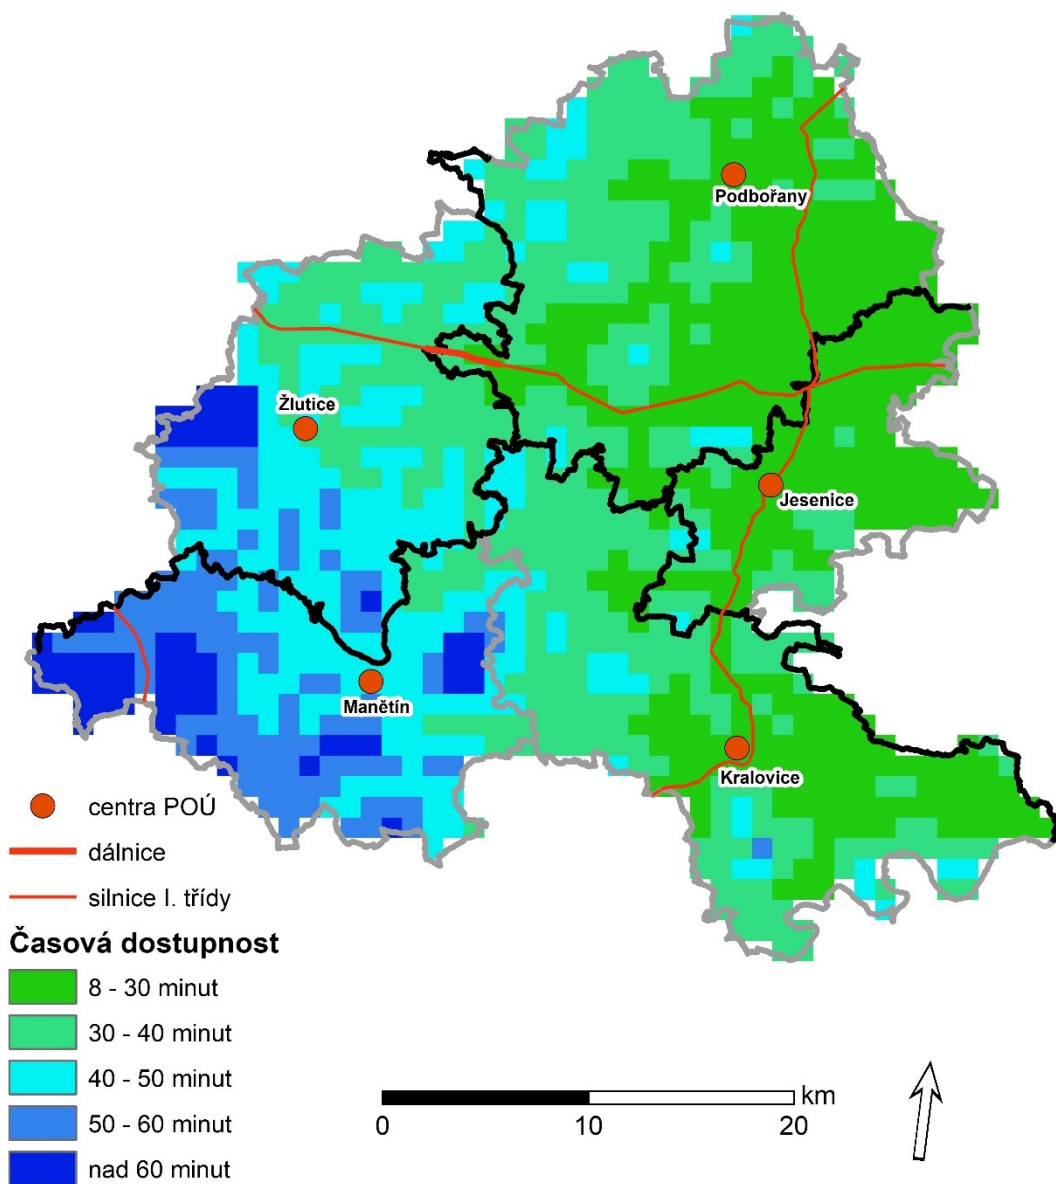 Podbořany
Žlutice
Jesenice
Manětín
Kralovice
centra POÚ
dálnice
silnice I. třídy
Časová dostupnost
8 - 30 minut
30 - 40 minut
40 - 50 minut
50 - 60 minut
nad 60 minut
km
0 10 20